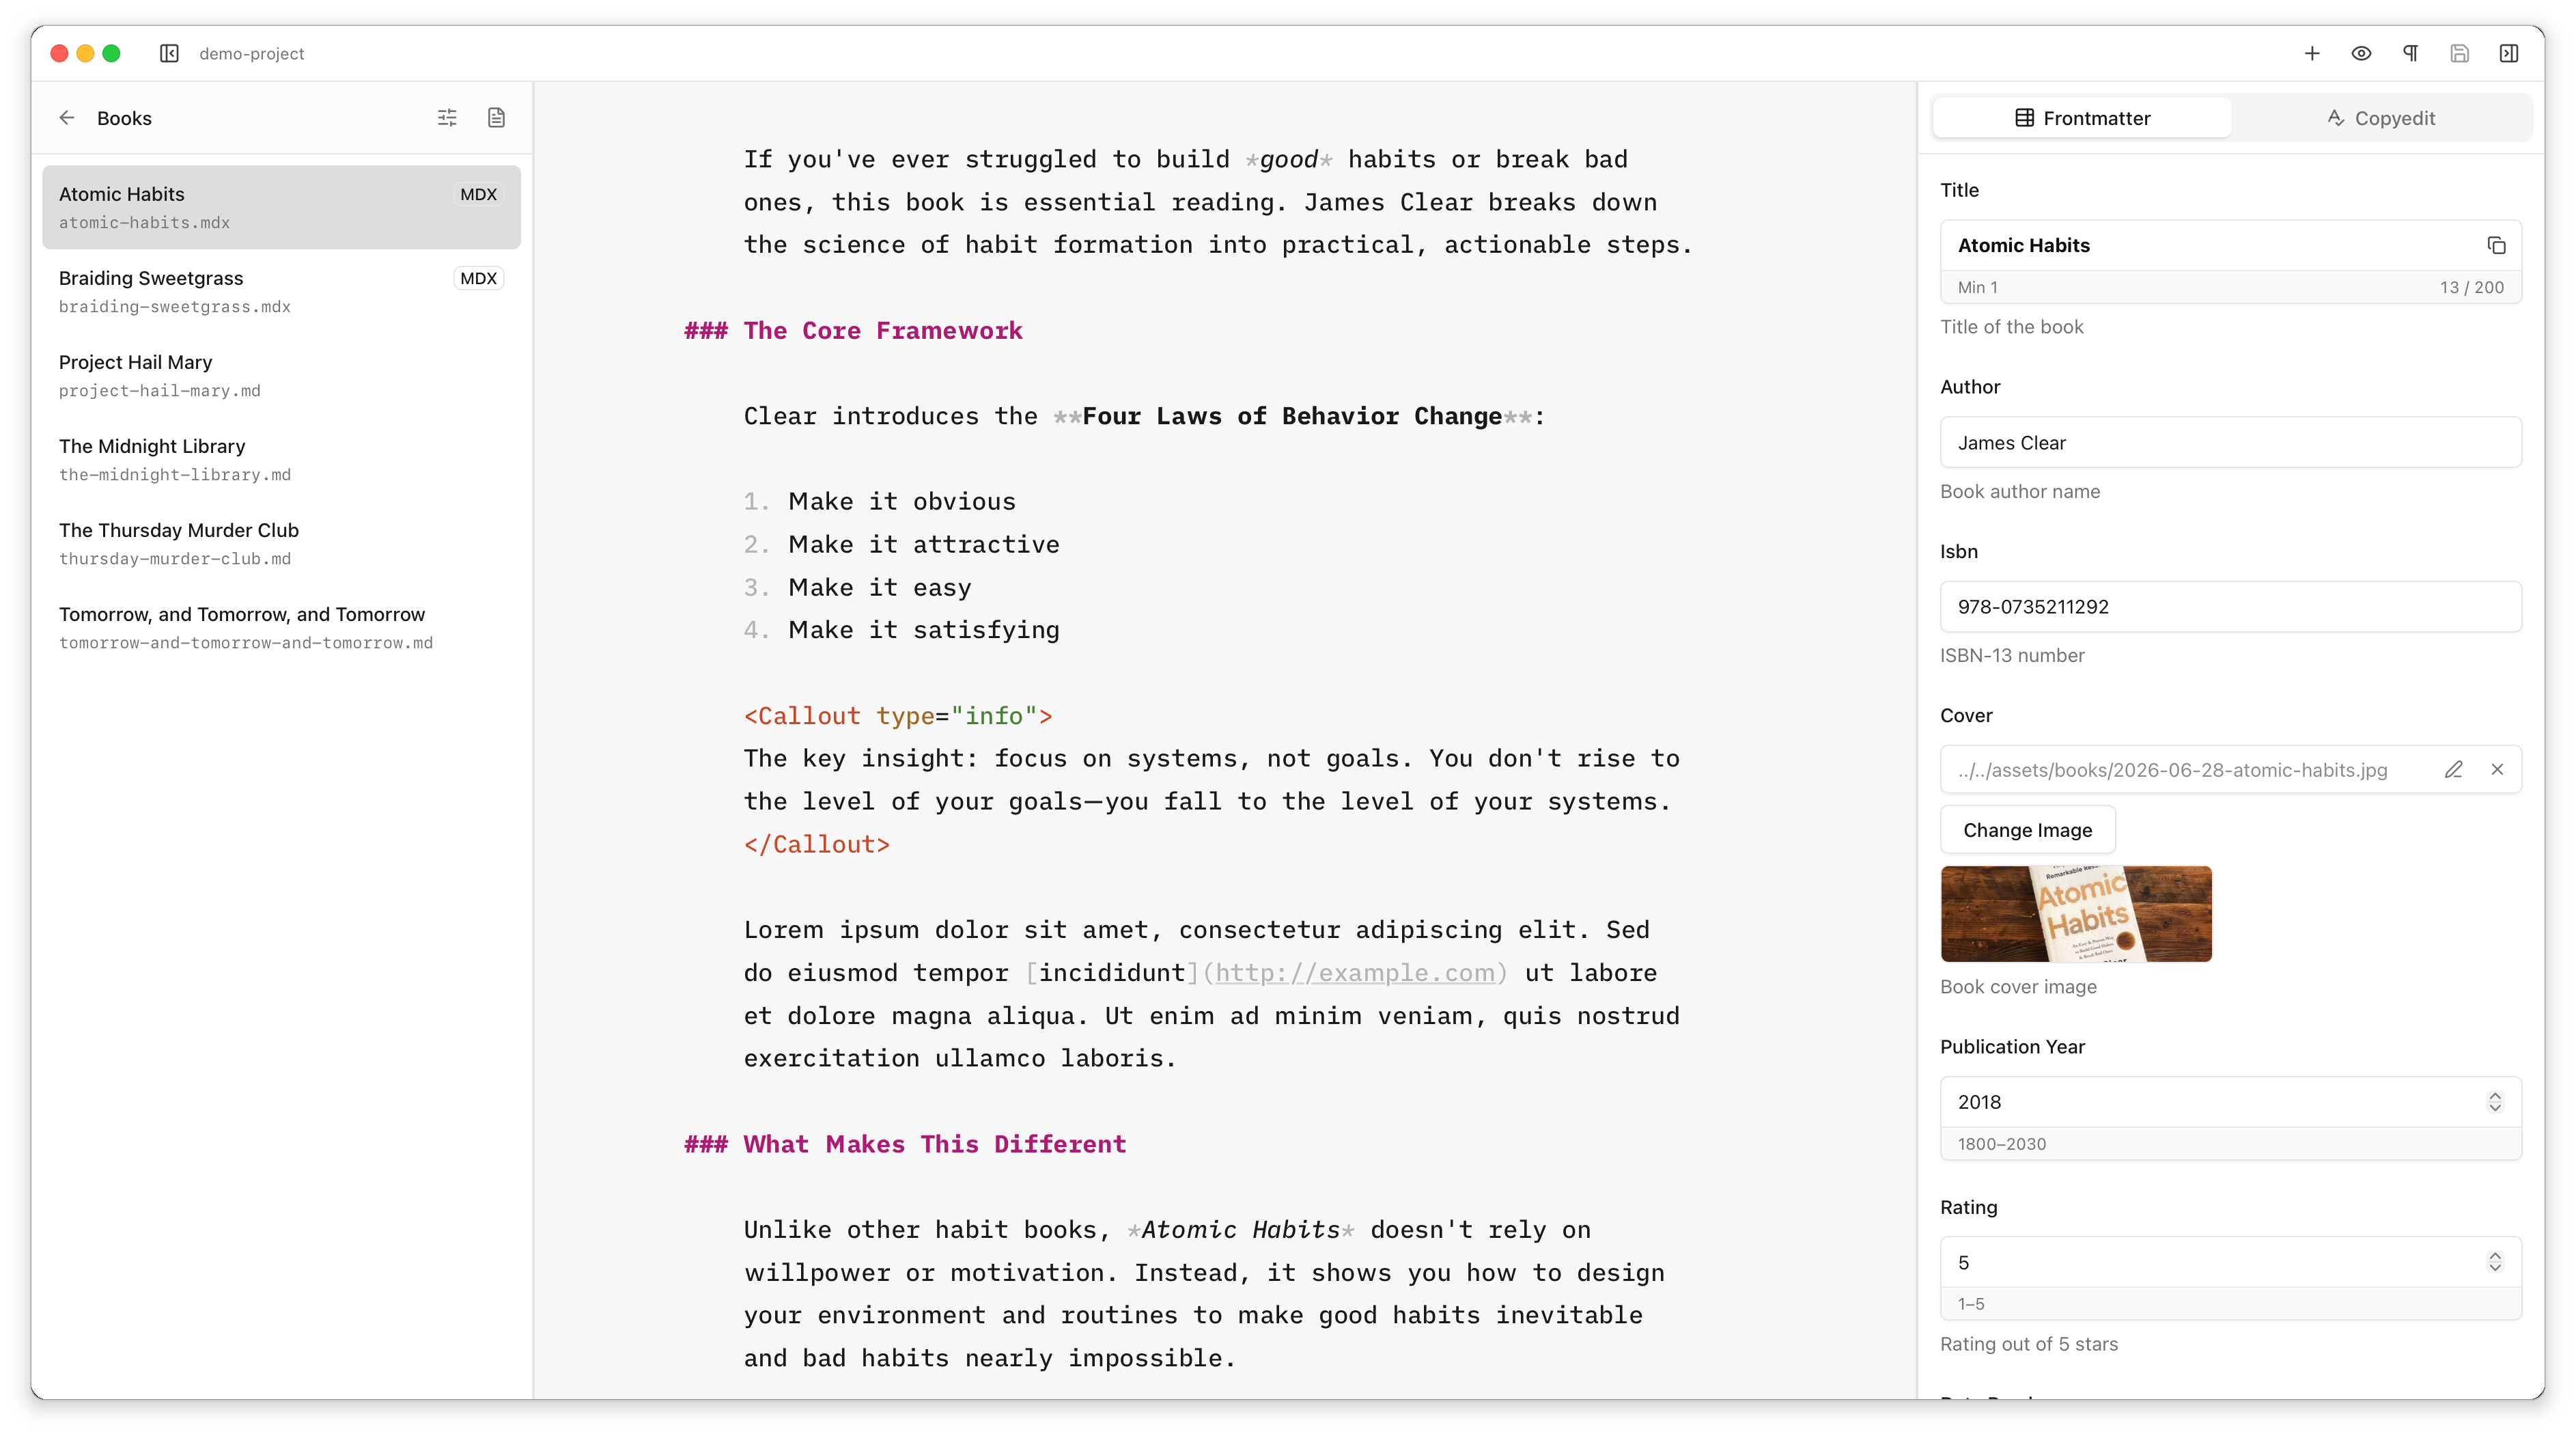 demo-project
Books
Atomic Habits MDX
atomic-habits.mdx
Braiding Sweetgrass MDX
braiding-sweetgrass.mdx
Project Hail Mary
project-hail-mary.md
The Midnight Library
the-midnight-library.md
The Thursday Murder Club
thursday-murder-club.md
Tomorrow, and Tomorrow, and Tomorrow
tomorrow-and-tomorrow-and-tomorrow.md
If you've ever struggled to build *good* habits or break bad
ones, this book is essential reading. James Clear breaks down
the science of habit formation into practical, actionable steps.
### The Core Framework
Clear introduces the **Four Laws of Behavior Change**:
1. Make it obvious
2. Make it attractive
3. Make it easy
4. Make it satisfying
<Callout type="info">
The key insight: focus on systems, not goals. You don't rise to
the level of your goals—you fall to the level of your systems.
</Callout>
Lorem ipsum dolor sit amet, consectetur adipiscing elit. Sed
do eiusmod tempor [incididunt](http://example.com) ut labore
et dolore magna aliqua. Ut enim ad minim veniam, quis nostrud
exercitation ullamco laboris.
### What Makes This Different
Unlike other habit books, *Atomic Habits* doesn't rely on
willpower or motivation. Instead, it shows you how to design
your environment and routines to make good habits inevitable
and bad habits nearly impossible.
Frontmatter Copyedit
Title
Atomic Habits
Min 1 13 / 200
Title of the book
Author
James Clear
Book author name
Isbn
978-0735211292
ISBN-13 number
Cover
../../assets/books/2026-06-28-atomic-habits.jpg
Change Image
Remarkable
Atomic
Habits
Book cover image
Publication Year
2018
1800–2030
Rating
5
1–5
Rating out of 5 stars